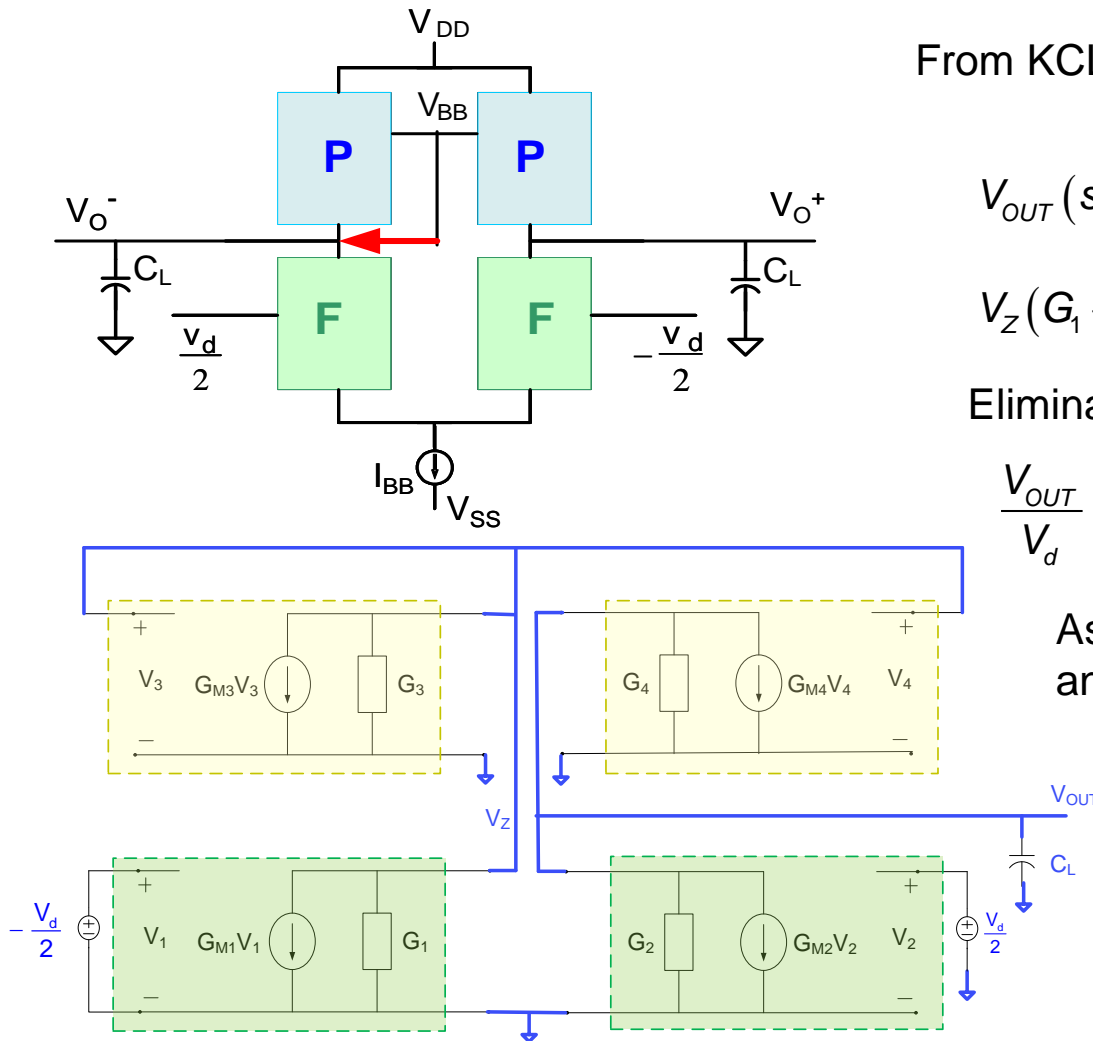 V_DD
From KCl
V_BB
P P
V_OUT (s
V_O^- V_O^+
C_L C_L
V_Z (G_1
F F
v_d/2 -v_d/2
Elimina
I_BB
V_SS
V_OUT/V_d
As
an
+ +
V_3 G_M3V_3 G_3 G_4 G_M4V_4 V_4
− −
V_Z V_OUT
C_L
+ +
-V_d/2 V_1 G_M1V_1 G_1 G_2 G_M2V_2 V_2 V_d/2
− −